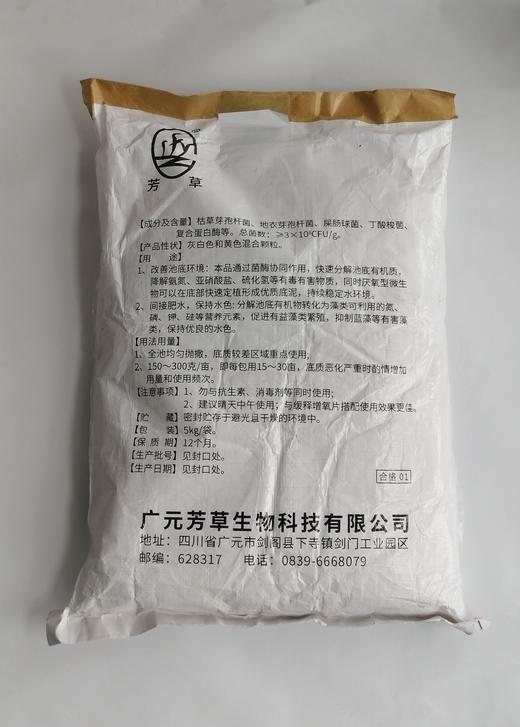 芳草
【成分及含量】枯草芽孢杆菌、地衣芽孢杆菌、屎肠球菌、丁酸梭菌、
复合蛋白酶等。总菌数：≥3×10⁸CFU/g。
【产品性状】灰白色和黄色混合颗粒。
【用 途】
1、改善池底环境：本品通过菌酶协同作用，快速分解池底有机质，
降解氨氮、亚硝酸盐、硫化氢等有毒有害物质，同时厌氧型微生
物可以在底部快速定植形成优质底泥，持续稳定水环境。
2、间接肥水，保持水色：分解池底有机物转化为藻类可利用的氮、
磷、钾、硅等营养元素，促进有益藻类繁殖，抑制蓝藻等有害藻
类，保持优良的水色。
【用法用量】
1、全池均匀抛撒，底质较差区域重点使用；
2、150～300克/亩，即每包用15～30亩，底质恶化严重时酌情增加
用量和使用频次。
【注意事项】1、勿与抗生素、消毒剂等同时使用；
2、建议晴天中午使用；与缓释增氧片搭配使用效果更佳。
【贮 藏】密封贮存于避光且干燥的环境中。
【包 装】5kg/袋。
【保 质 期】12个月。
【生产批号】见封口处。
【生产日期】见封口处。
合格 01
广元芳草生物科技有限公司
地址：四川省广元市剑阁县下寺镇剑门工业园区
邮编：628317 电话：0839-6668079